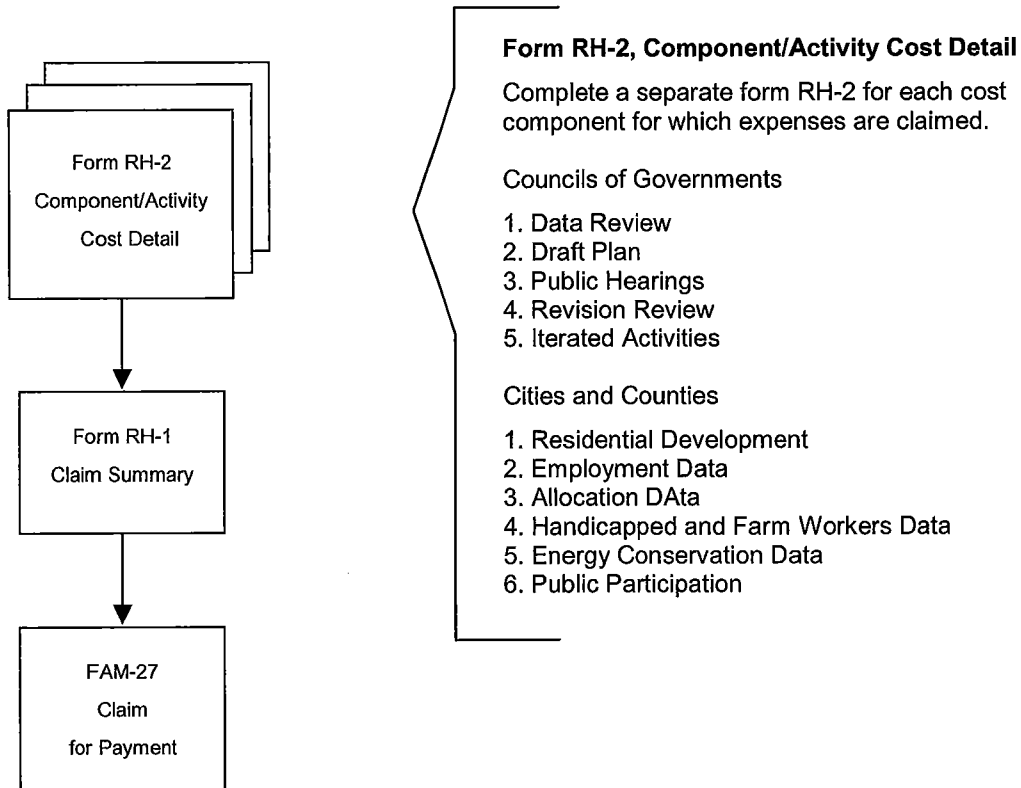 Form RH-2
Component/Activity
Cost Detail
Form RH-1
Claim Summary
FAM-27
Claim
for Payment
Form RH-2, Component/Activity Cost Detail
Complete a separate form RH-2 for each cost
component for which expenses are claimed.
Councils of Governments
1. Data Review
2. Draft Plan
3. Public Hearings
4. Revision Review
5. Iterated Activities
Cities and Counties
1. Residential Development
2. Employment Data
3. Allocation DAta
4. Handicapped and Farm Workers Data
5. Energy Conservation Data
6. Public Participation